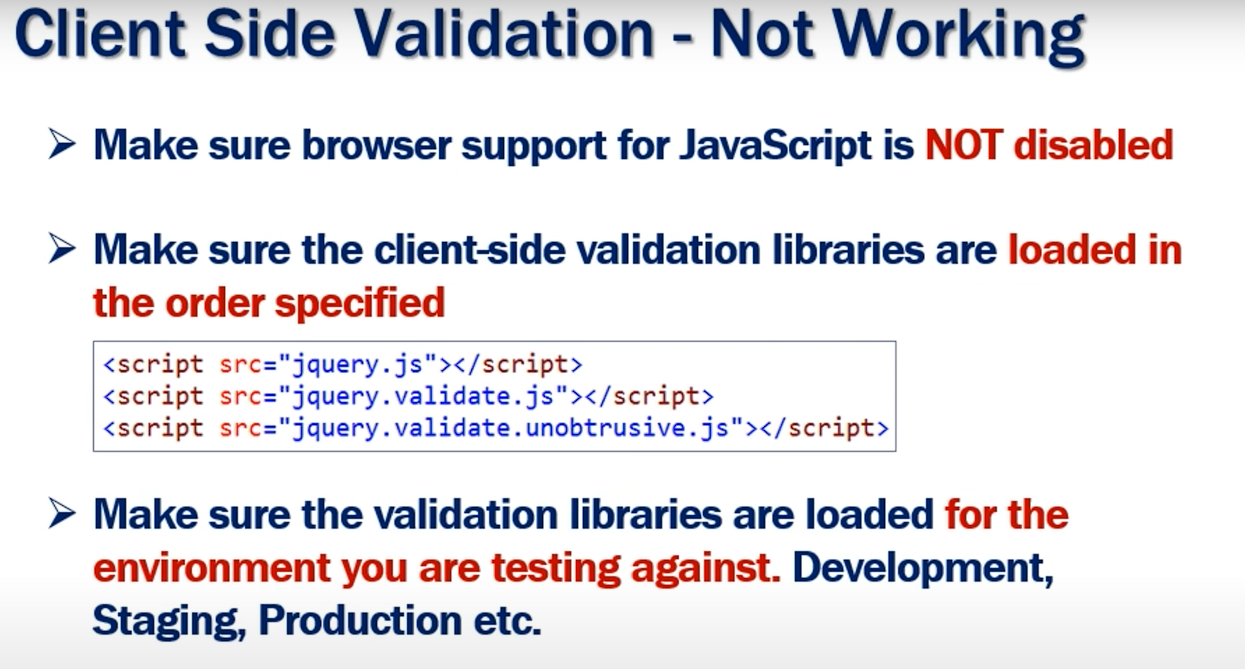 Client Side Validation - Not Working
Make sure browser support for JavaScript is NOT disabled
Make sure the client-side validation libraries are loaded in
the order specified
<script src="jquery.js"></script>
<script src="jquery.validate.js"></script>
<script src="jquery.validate.unobtrusive.js"></script>
Make sure the validation libraries are loaded for the
environment you are testing against. Development,
Staging, Production etc.